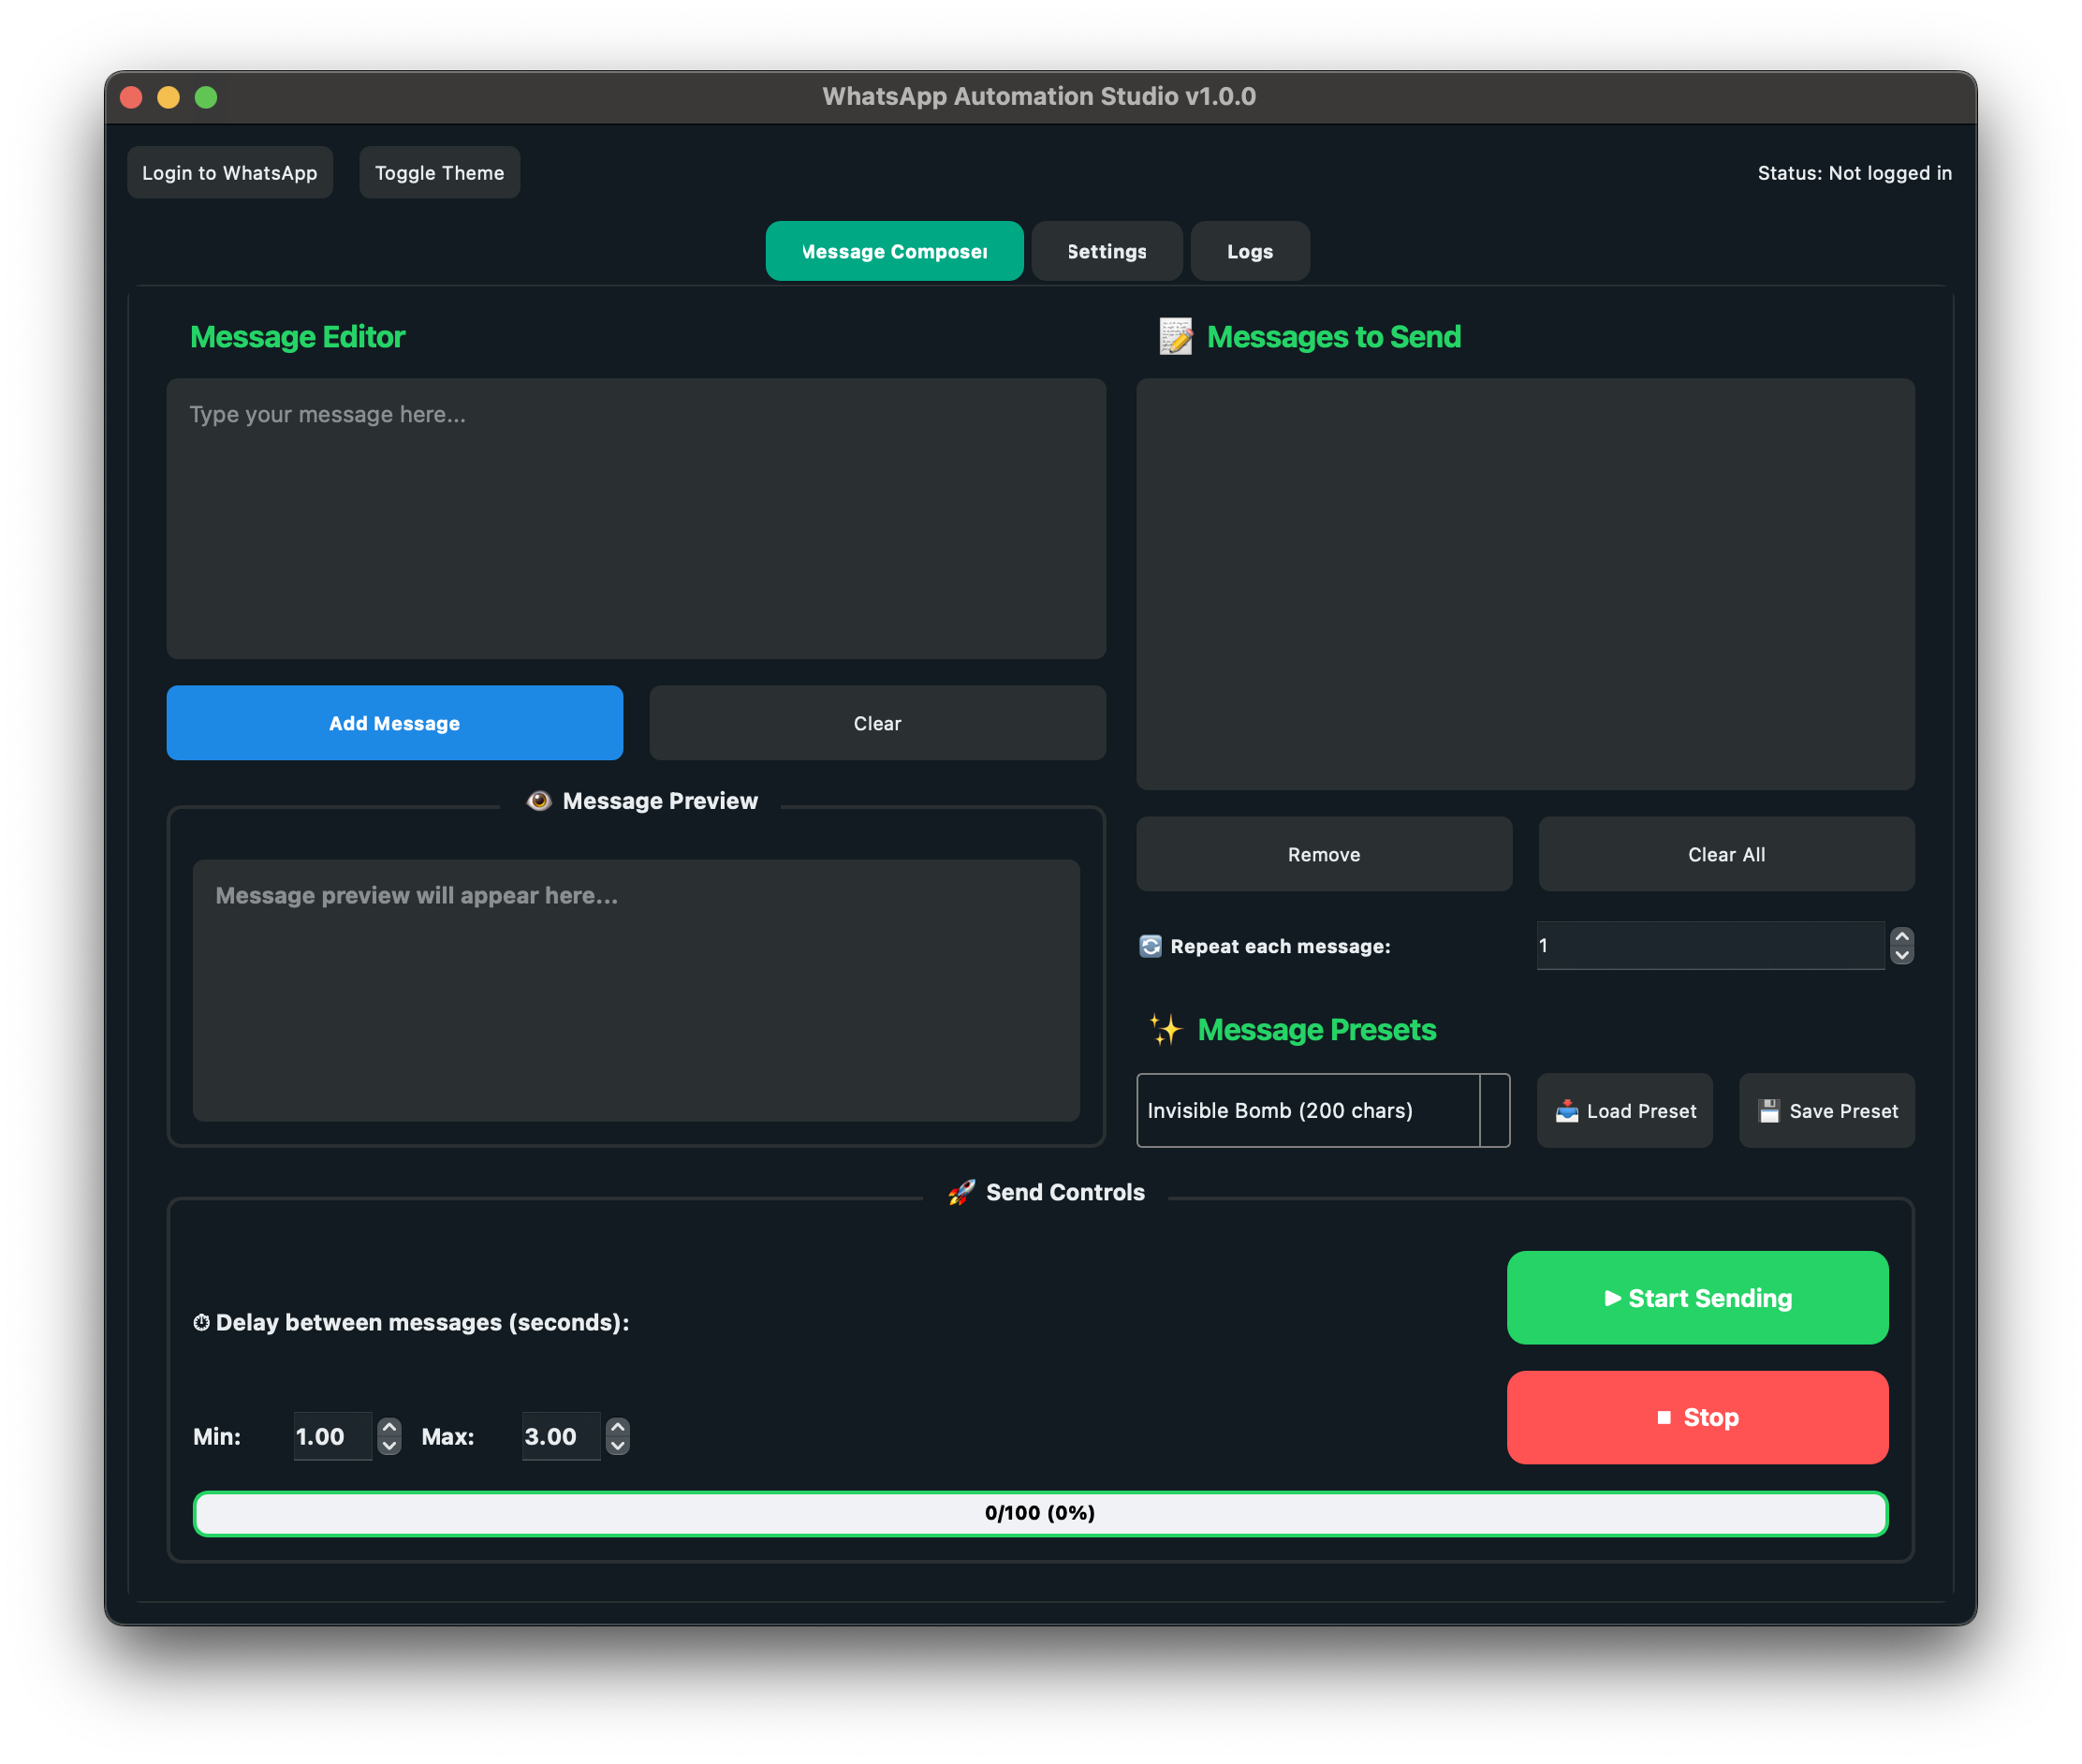 WhatsApp Automation Studio v1.0.0
Login to WhatsApp
Toggle Theme
Status: Not logged in
Message Composer
Settings
Logs
Message Editor
Type your message here...
Add Message
Clear
Message Preview
Message preview will appear here...
Messages to Send
Remove
Clear All
Repeat each message:
1
Message Presets
Invisible Bomb (200 chars)
Load Preset
Save Preset
Send Controls
Delay between messages (seconds):
Min: 1.00 Max: 3.00
Start Sending
Stop
0/100 (0%)